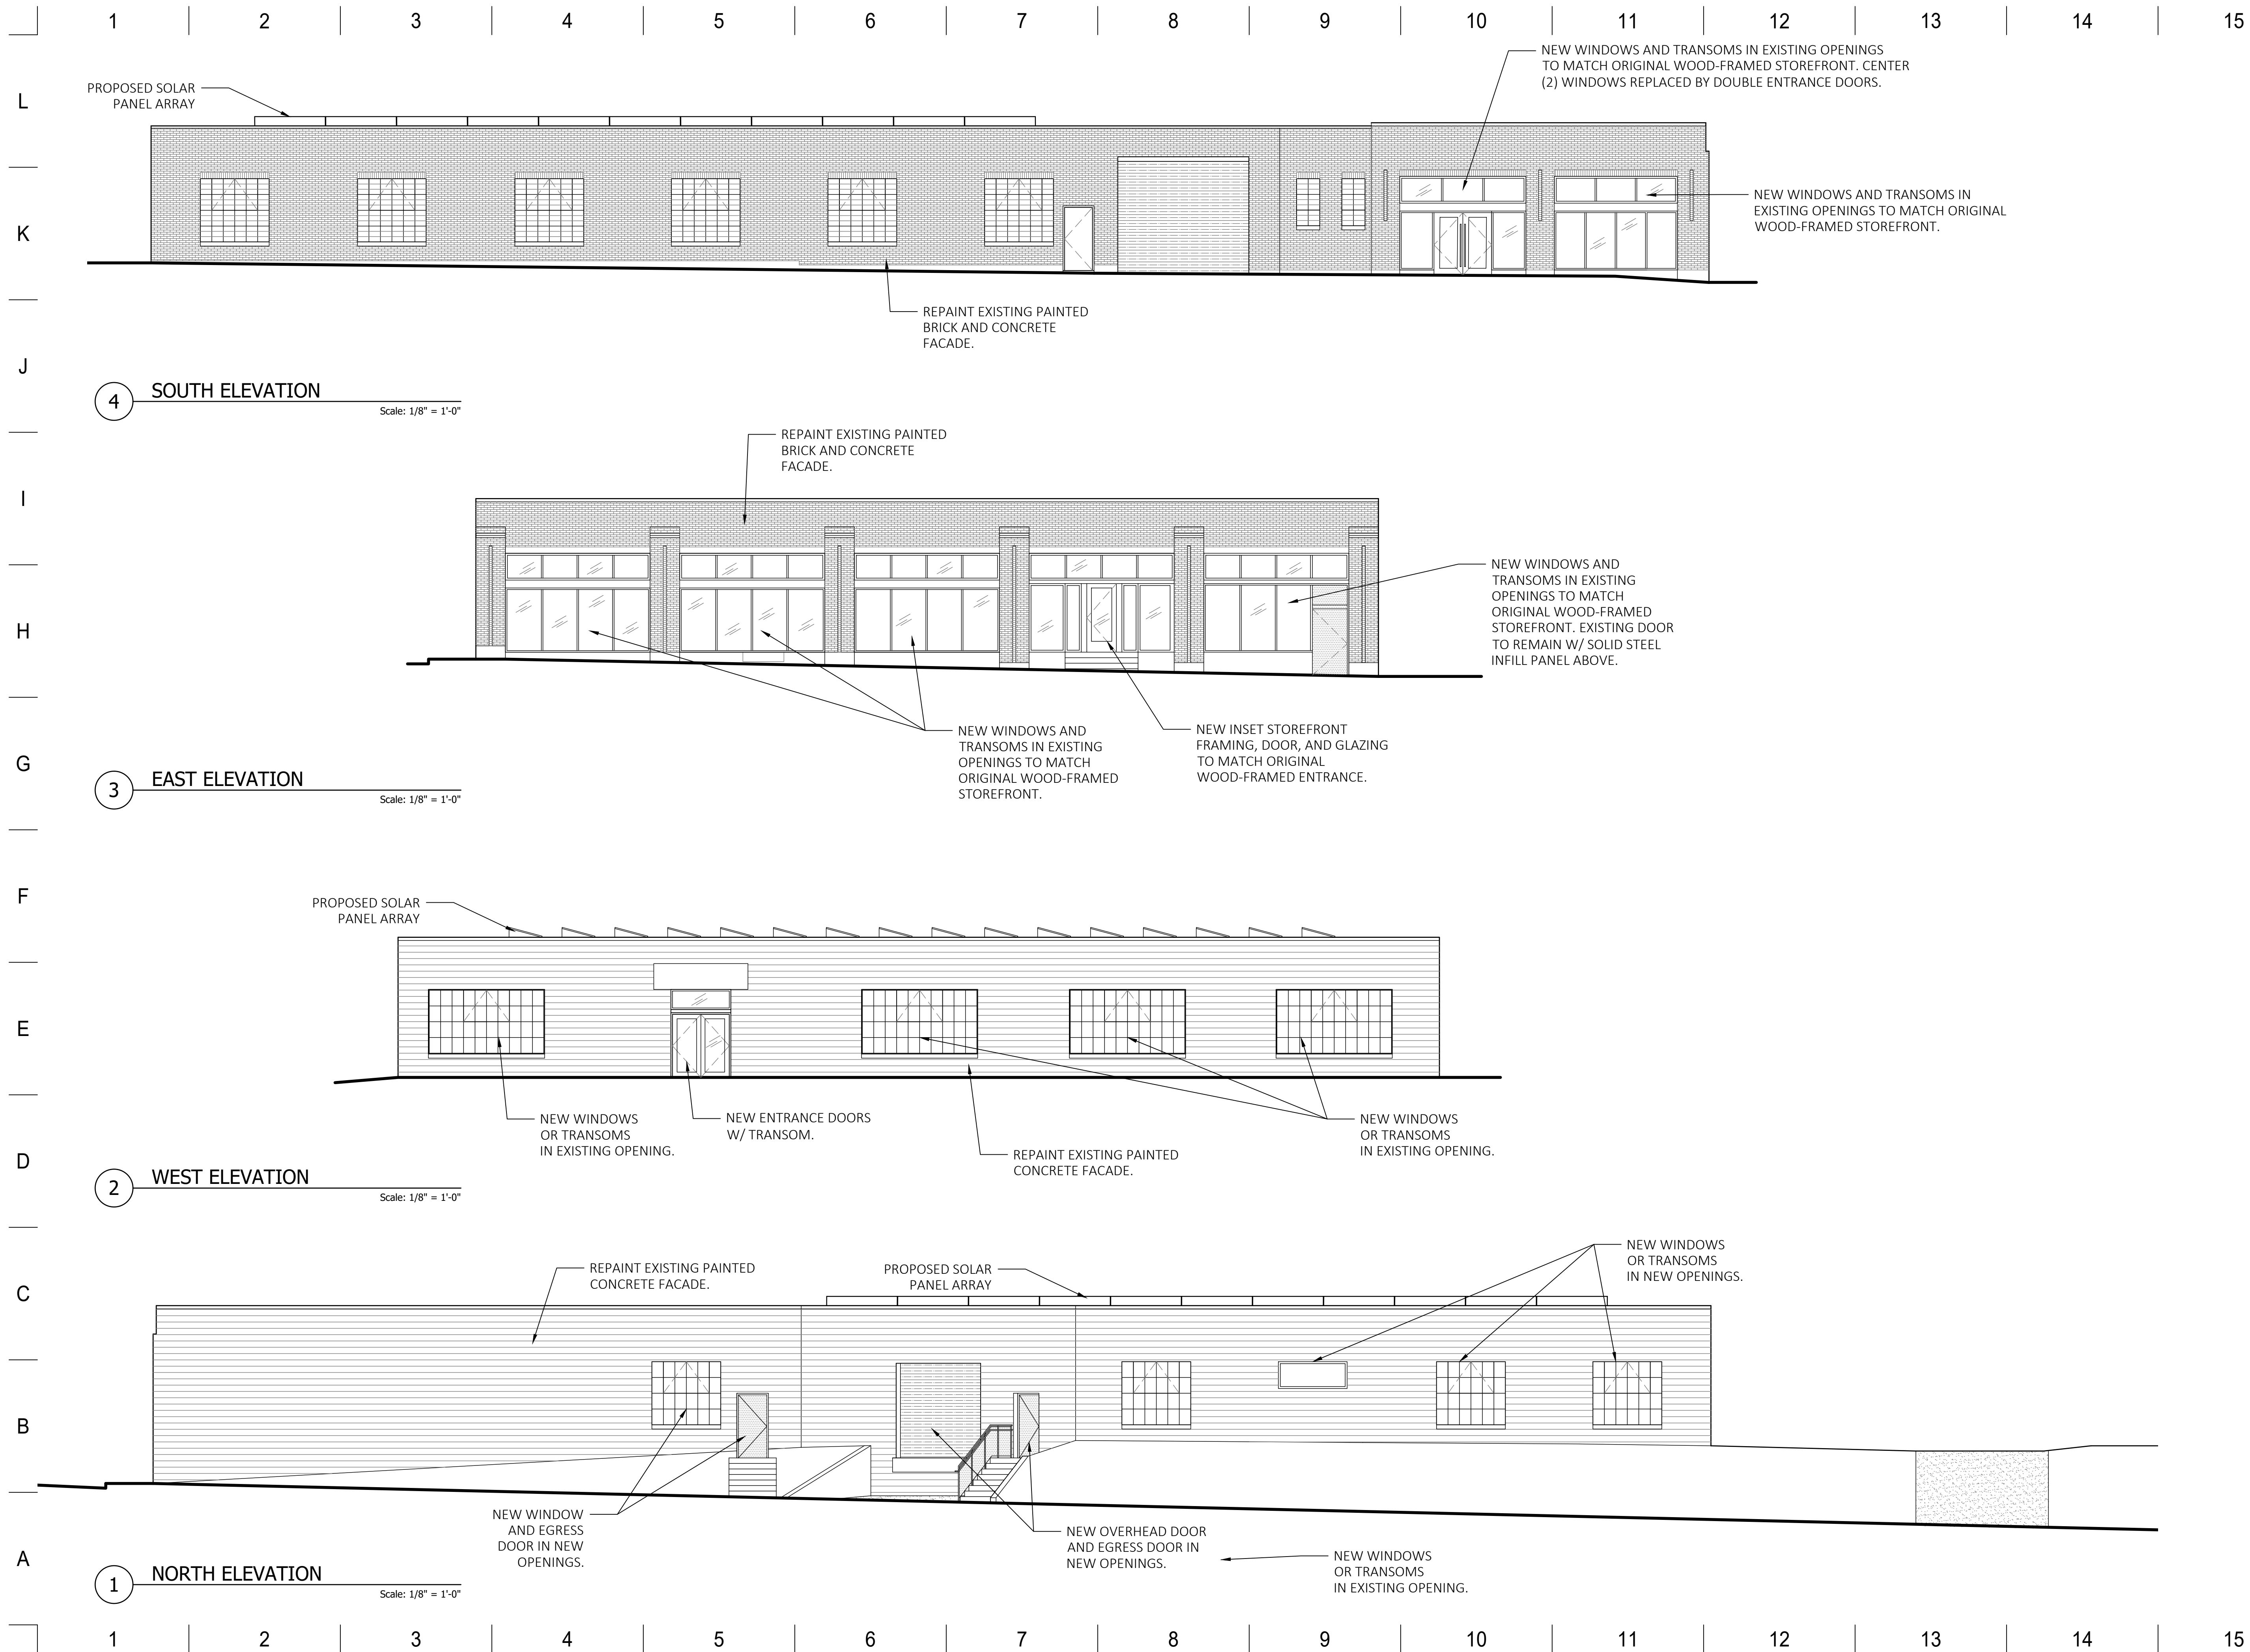 1 2 3 4 5 6 7 8 9 10 11 12 13 14 15
L
K
J
I
H
G
F
E
D
C
B
A
PROPOSED SOLAR
PANEL ARRAY
NEW WINDOWS AND TRANSOMS IN EXISTING OPENINGS
TO MATCH ORIGINAL WOOD-FRAMED STOREFRONT. CENTER
(2) WINDOWS REPLACED BY DOUBLE ENTRANCE DOORS.
NEW WINDOWS AND TRANSOMS IN
EXISTING OPENINGS TO MATCH ORIGINAL
WOOD-FRAMED STOREFRONT.
REPAINT EXISTING PAINTED
BRICK AND CONCRETE
FACADE.
4 SOUTH ELEVATION
Scale: 1/8" = 1'-0"
REPAINT EXISTING PAINTED
BRICK AND CONCRETE
FACADE.
NEW WINDOWS AND
TRANSOMS IN EXISTING
OPENINGS TO MATCH
ORIGINAL WOOD-FRAMED
STOREFRONT. EXISTING DOOR
TO REMAIN W/ SOLID STEEL
INFILL PANEL ABOVE.
NEW WINDOWS AND
TRANSOMS IN EXISTING
OPENINGS TO MATCH
ORIGINAL WOOD-FRAMED
STOREFRONT.
NEW INSET STOREFRONT
FRAMING, DOOR, AND GLAZING
TO MATCH ORIGINAL
WOOD-FRAMED ENTRANCE.
3 EAST ELEVATION
Scale: 1/8" = 1'-0"
PROPOSED SOLAR
PANEL ARRAY
NEW WINDOWS
OR TRANSOMS
IN EXISTING OPENING.
NEW ENTRANCE DOORS
W/ TRANSOM.
REPAINT EXISTING PAINTED
CONCRETE FACADE.
NEW WINDOWS
OR TRANSOMS
IN EXISTING OPENING.
2 WEST ELEVATION
Scale: 1/8" = 1'-0"
REPAINT EXISTING PAINTED
CONCRETE FACADE.
PROPOSED SOLAR
PANEL ARRAY
NEW WINDOWS
OR TRANSOMS
IN NEW OPENINGS.
NEW WINDOW
AND EGRESS
DOOR IN NEW
OPENINGS.
NEW OVERHEAD DOOR
AND EGRESS DOOR IN
NEW OPENINGS.
NEW WINDOWS
OR TRANSOMS
IN EXISTING OPENING.
1 NORTH ELEVATION
Scale: 1/8" = 1'-0"
1 2 3 4 5 6 7 8 9 10 11 12 13 14 15